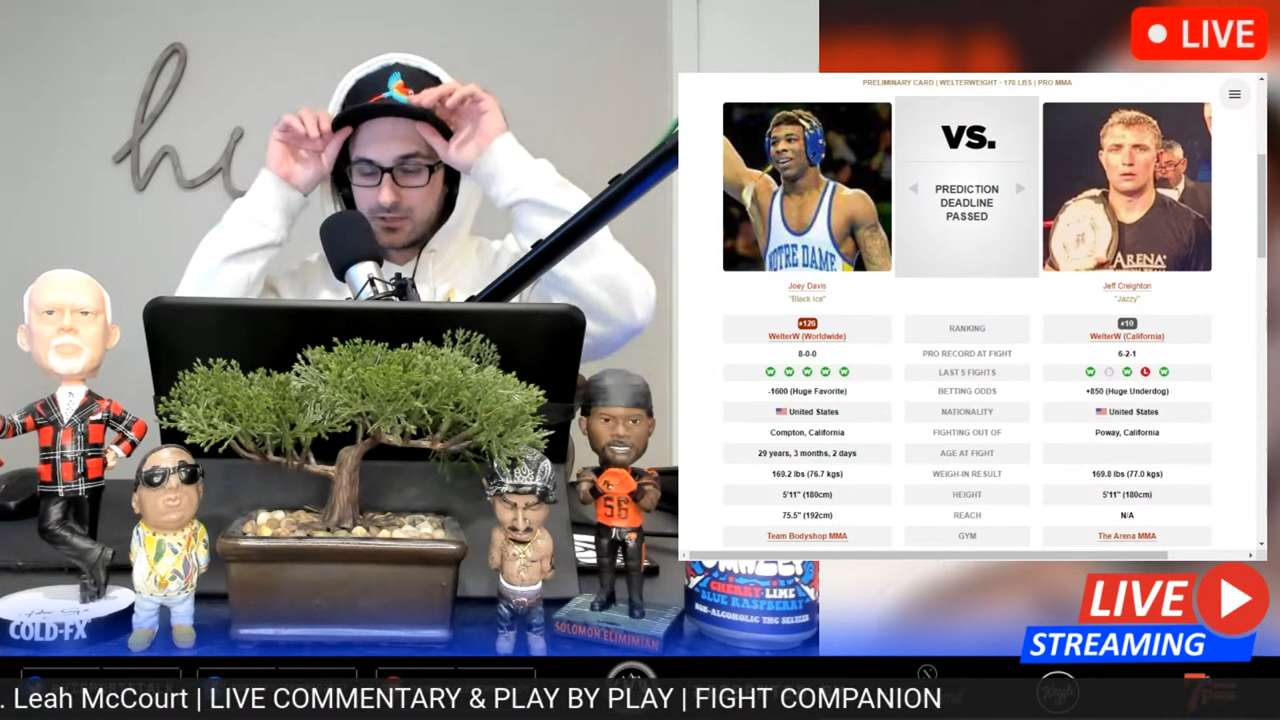 hi
LIVE
PRELIMINARY CARD | WELTERWEIGHT · 170 LBS | PRO MMA
NOTRE DAME
VS.
PREDICTION
DEADLINE
PASSED
ARENA
Joey Davis
"Black Ice"
Jeff Creighton
"Jazzy"
#126
WelterW (Worldwide)
RANKING
#10
WelterW (California)
8-0-0
PRO RECORD AT FIGHT
6-2-1
W W W W W
LAST 5 FIGHTS
W D W L W
-1600 (Huge Favorite)
BETTING ODDS
+850 (Huge Underdog)
United States
NATIONALITY
United States
Compton, California
FIGHTING OUT OF
Poway, California
29 years, 3 months, 2 days
AGE AT FIGHT
169.2 lbs (76.7 kgs)
WEIGH-IN RESULT
169.8 lbs (77.0 kgs)
5'11" (180cm)
HEIGHT
5'11" (180cm)
75.5" (192cm)
REACH
N/A
Team Bodyshop MMA
GYM
The Arena MMA
56
COLD-FX
SOLOMON ELIMIMIAN
CHERRY-LIME
BLUE RASPBERRY
NON-ALCOHOLIC THC SELTZER
LIVE
STREAMING
. Leah McCourt | LIVE COMMENTARY & PLAY BY PLAY | FIGHT COMPANION